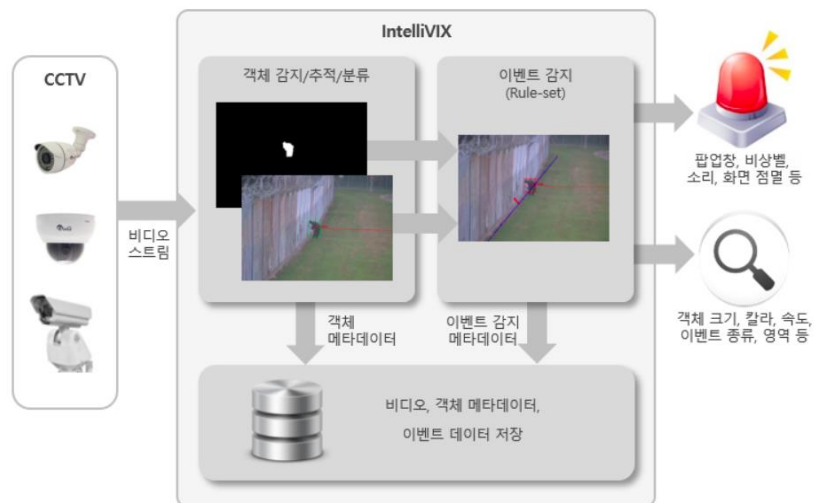 IntelliVIX
CCTV
객체 감지/추적/분류
이벤트 감지
(Rule-set)
비디오
스트림
팝업창, 비상벨,
소리, 화면 점멸 등
객체 크기, 칼라, 속도,
이벤트 종류, 영역 등
객체
메타데이터
이벤트 감지
메타데이터
비디오, 객체 메타데이터,
이벤트 데이터 저장